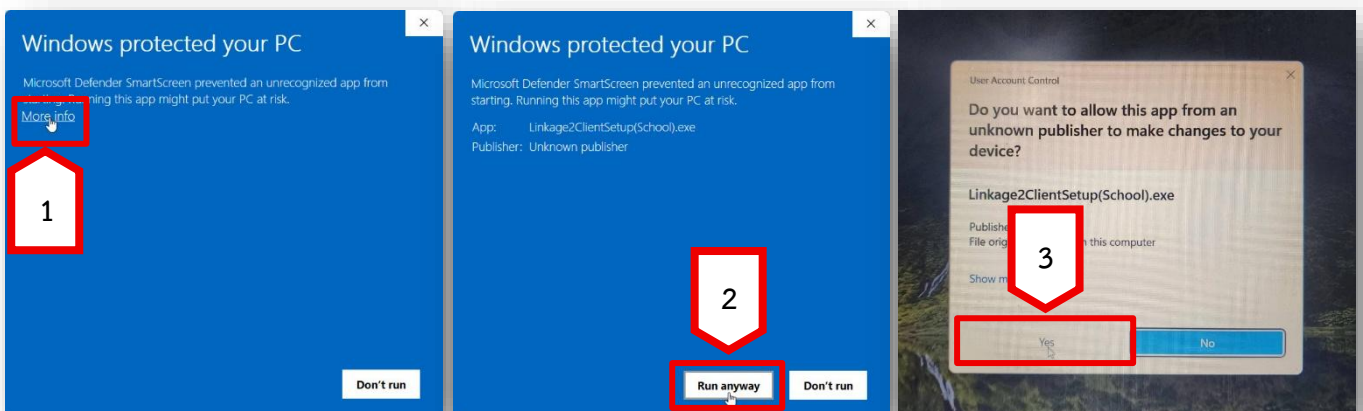 Windows protected your PC
Microsoft Defender SmartScreen prevented an unrecognized app from
starting. Running this app might put your PC at risk.
More info
1
Don't run
Windows protected your PC
Microsoft Defender SmartScreen prevented an unrecognized app from
starting. Running this app might put your PC at risk.
App: Linkage2ClientSetup(School).exe
Publisher: Unknown publisher
2
Run anyway
Don't run
User Account Control
Do you want to allow this app from an
unknown publisher to make changes to your
device?
Linkage2ClientSetup(School).exe
Publishe
File orig this computer
Show m
3
Yes
No